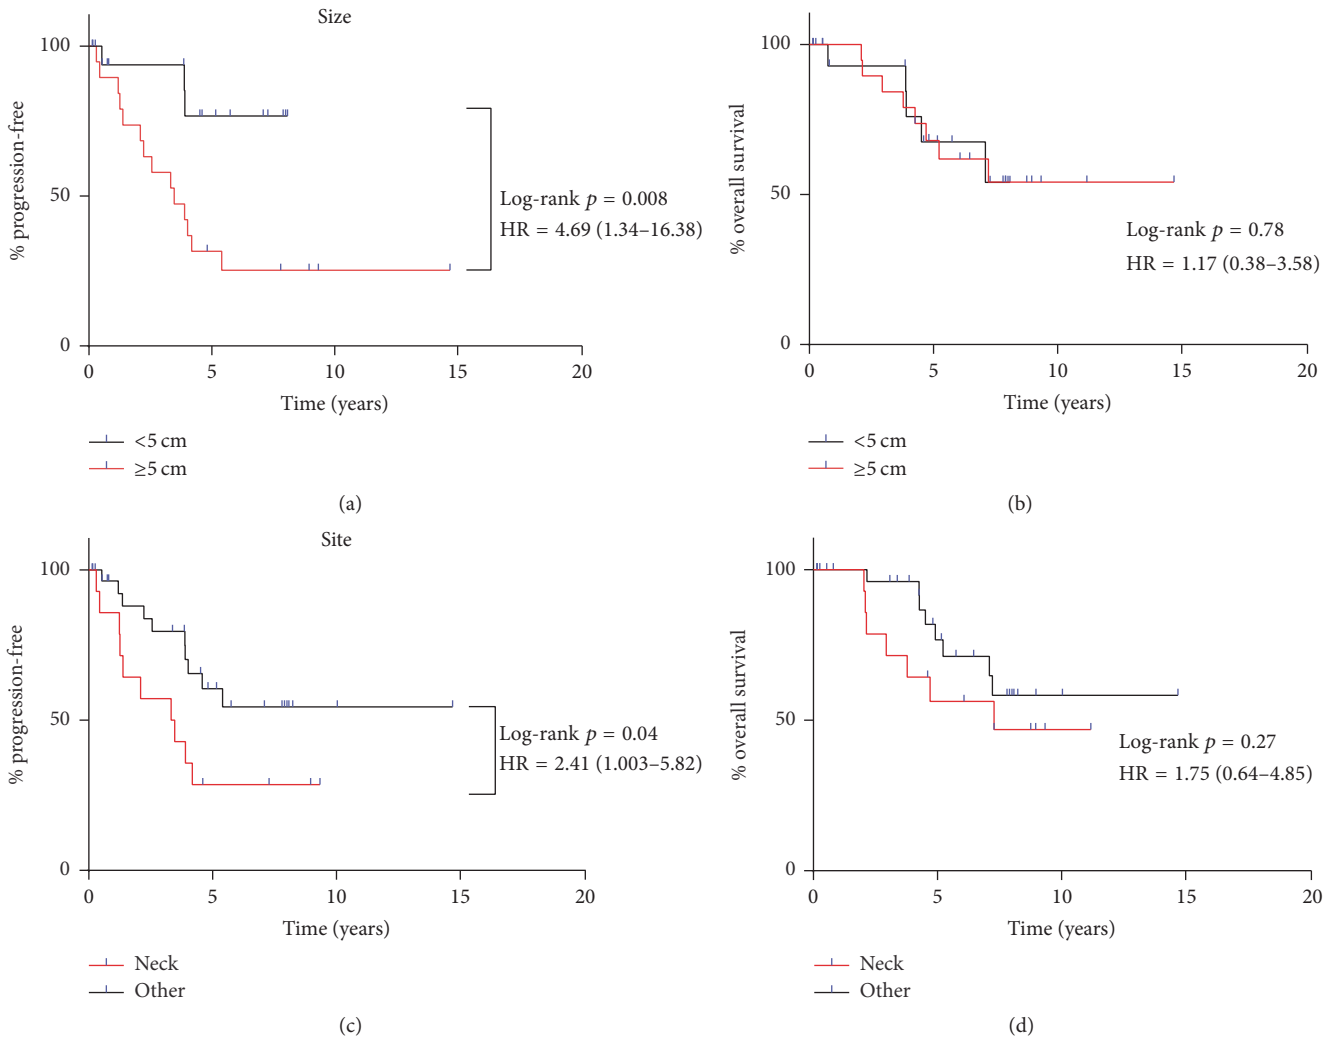 Size
% progression-free
100
50
0
0 5 10 15 20
Time (years)
Log-rank p = 0.008
HR = 4.69 (1.34–16.38)
<5 cm
≥5 cm
(a)
% overall survival
100
50
0
0 5 10 15 20
Time (years)
Log-rank p = 0.78
HR = 1.17 (0.38–3.58)
<5 cm
≥5 cm
(b)
Site
% progression-free
100
50
0
0 5 10 15 20
Time (years)
Log-rank p = 0.04
HR = 2.41 (1.003–5.82)
Neck
Other
(c)
% overall survival
100
50
0
0 5 10 15 20
Time (years)
Log-rank p = 0.27
HR = 1.75 (0.64–4.85)
Neck
Other
(d)